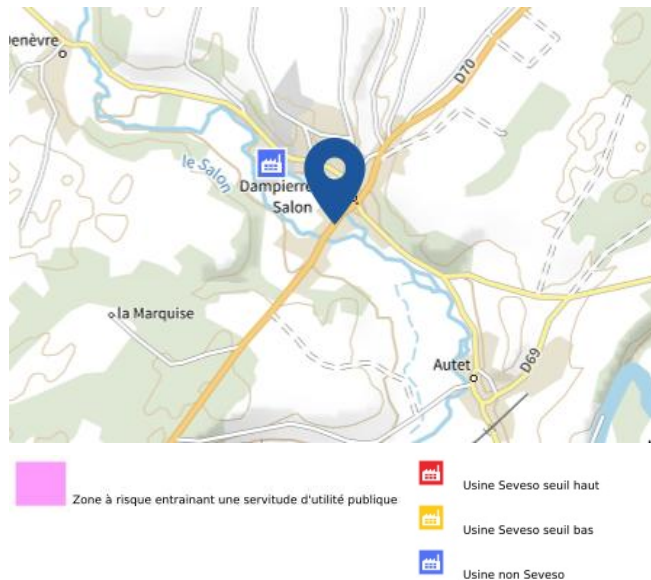 enèvre
D70
le Salon
Dampierre
Salon
la Marquise
Autet
D69
Zone à risque entrainant une servitude d'utilité publique
Usine Seveso seuil haut
Usine Seveso seuil bas
Usine non Seveso